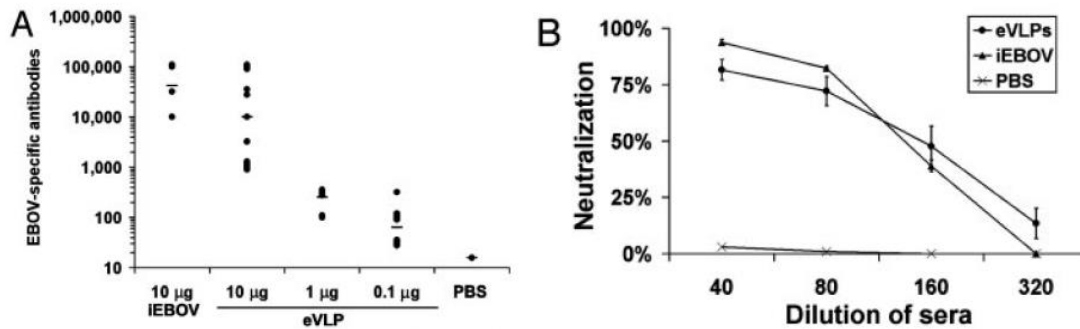 A
EBOV-specific antibodies
1,000,000
100,000
10,000
1,000
100
10
10 µg
iEBOV
10 µg
1 µg
0.1 µg
PBS
eVLP
B
Neutralization
100%
75%
50%
25%
0%
eVLPs
iEBOV
PBS
40
80
160
320
Dilution of sera